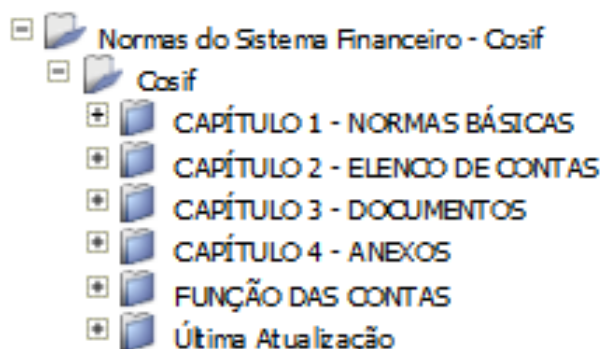 Normas do Sistema Financeiro - Cosif
Cosif
CAPÍTULO 1 - NORMAS BÁSICAS
CAPÍTULO 2 - ELENCO DE CONTAS
CAPÍTULO 3 - DOCUMENTOS
CAPÍTULO 4 - ANEXOS
FUNÇÃO DAS CONTAS
Última Atualização